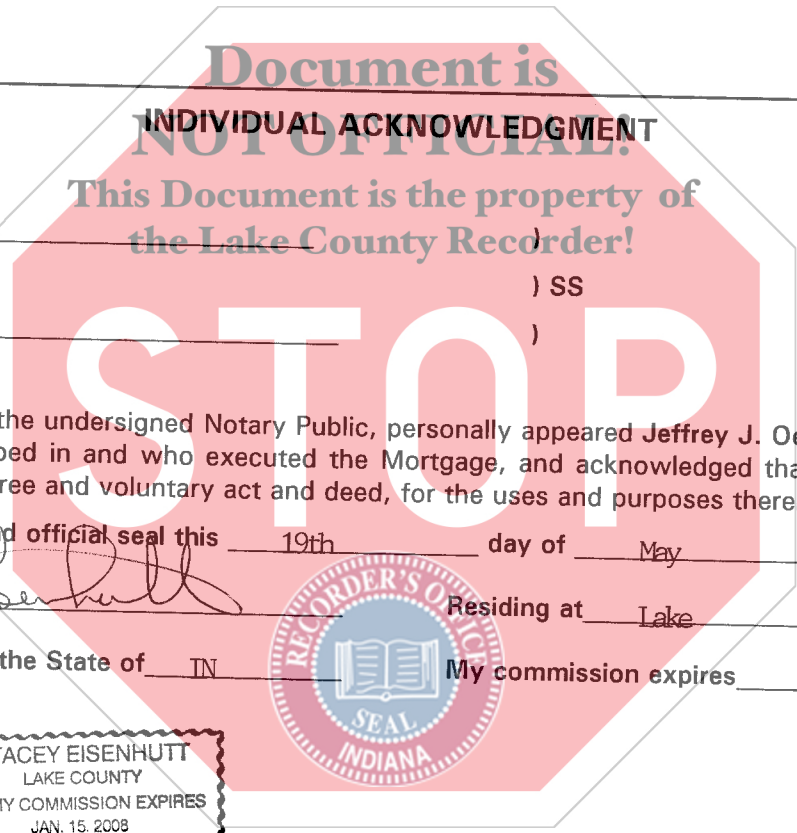 Document is
INDIVIDUAL ACKNOWLEDGMENT
NOT OFFICIAL!
This Document is the property of
the Lake County Recorder!
)
) SS
)
STOP
the undersigned Notary Public, personally appeared Jeffrey J. Oe
bed in and who executed the Mortgage, and acknowledged tha
ree and voluntary act and deed, for the uses and purposes there
d official seal this 19th day of May
Residing at Lake
the State of IN My commission expires
RECORDER'S OFFICE
SEAL
INDIANA
TACEY EISENHUTT
LAKE COUNTY
MY COMMISSION EXPIRES
JAN. 15, 2008